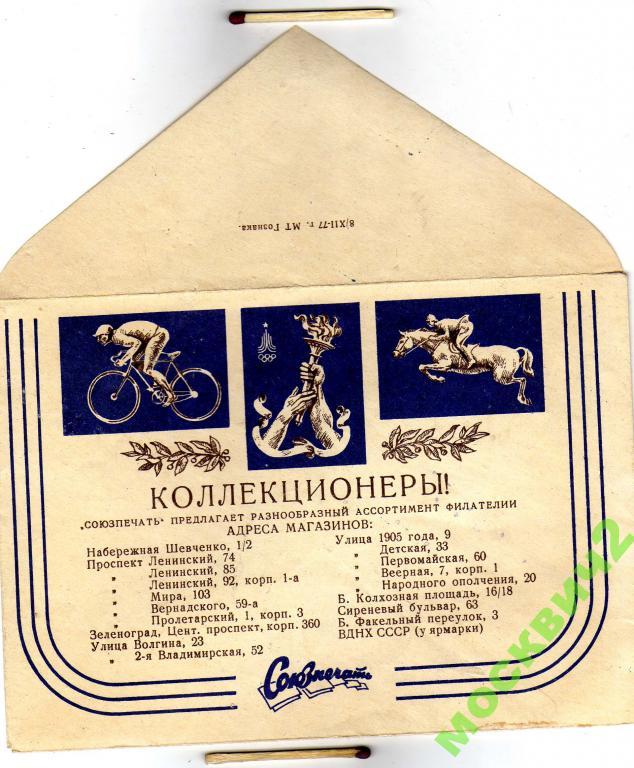 8/XII-77 г. МТ Гознака.
КОЛЛЕКЦИОНЕРЫ!
„СОЮЗПЕЧАТЬ" ПРЕДЛАГАЕТ РАЗНООБРАЗНЫЙ АССОРТИМЕНТ ФИЛАТЕЛИИ
АДРЕСА МАГАЗИНОВ:
Набережная Шевченко, 1/2
Проспект Ленинский, 74
„ Ленинский, 85
„ Ленинский, 92, корп. 1-а
„ Мира, 103
„ Вернадского, 59-а
„ Пролетарский, 1, корп. 3
Зеленоград, Цент. проспект, корп. 360
Улица Волгина, 23
„ 2-я Владимирская, 52
Улица 1905 года, 9
„ Детская, 33
„ Первомайская, 60
„ Веерная, 7, корп. 1
„ Народного ополчения, 20
Б. Колхозная площадь, 16/18
Сиреневый бульвар, 63
Б. Факельный переулок, 3
ВДНХ СССР (у ярмарки)
Союзпечать
МОСКВИЧ2